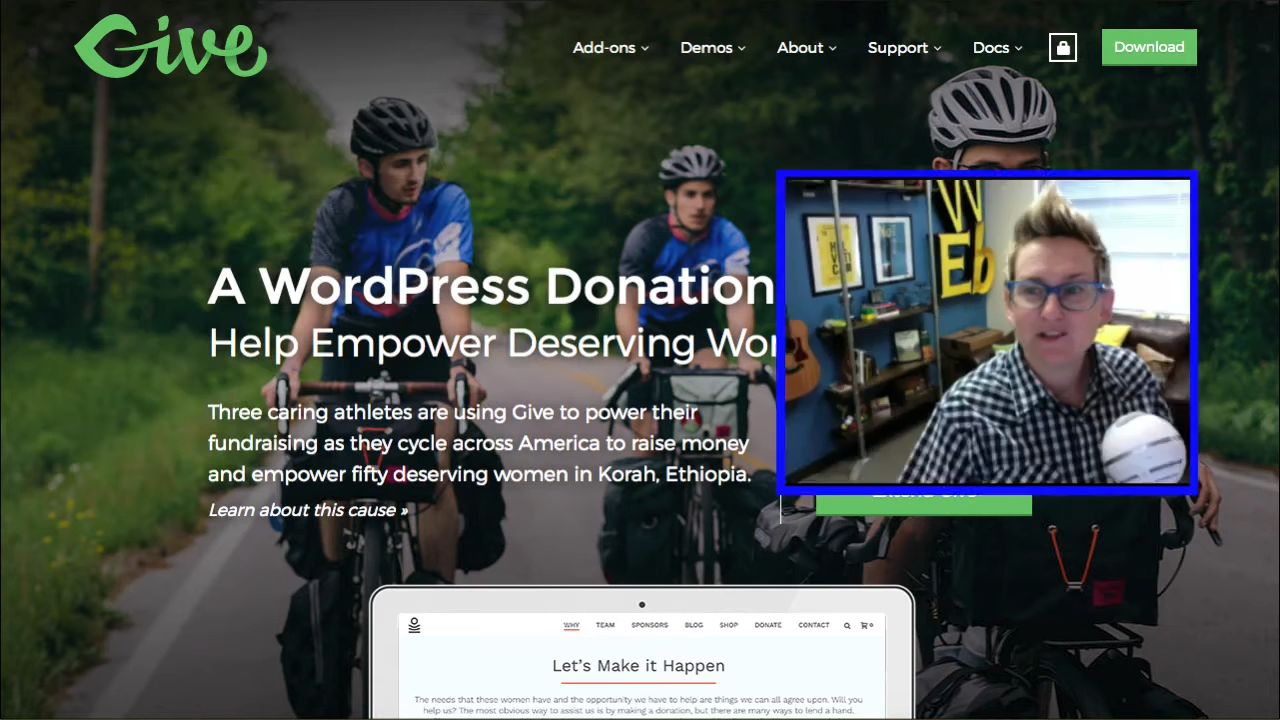 Give
Add-ons
Demos
About
Support
Docs
Download
WEb
A WordPress Donation
Help Empower Deserving
Three caring athletes are using Give to power their
fundraising as they cycle across America to raise money
and empower fifty deserving women in Korah, Ethiopia.
Learn about this cause »
WHY TEAM SPONSORS BLOG SHOP DONATE CONTACT 0
Let's Make it Happen
The needs that these women have and the opportunity we have to help are things we can all agree upon. Will you
help us? The most obvious way to assist us is by making a donation, but there are many ways to lend a hand.